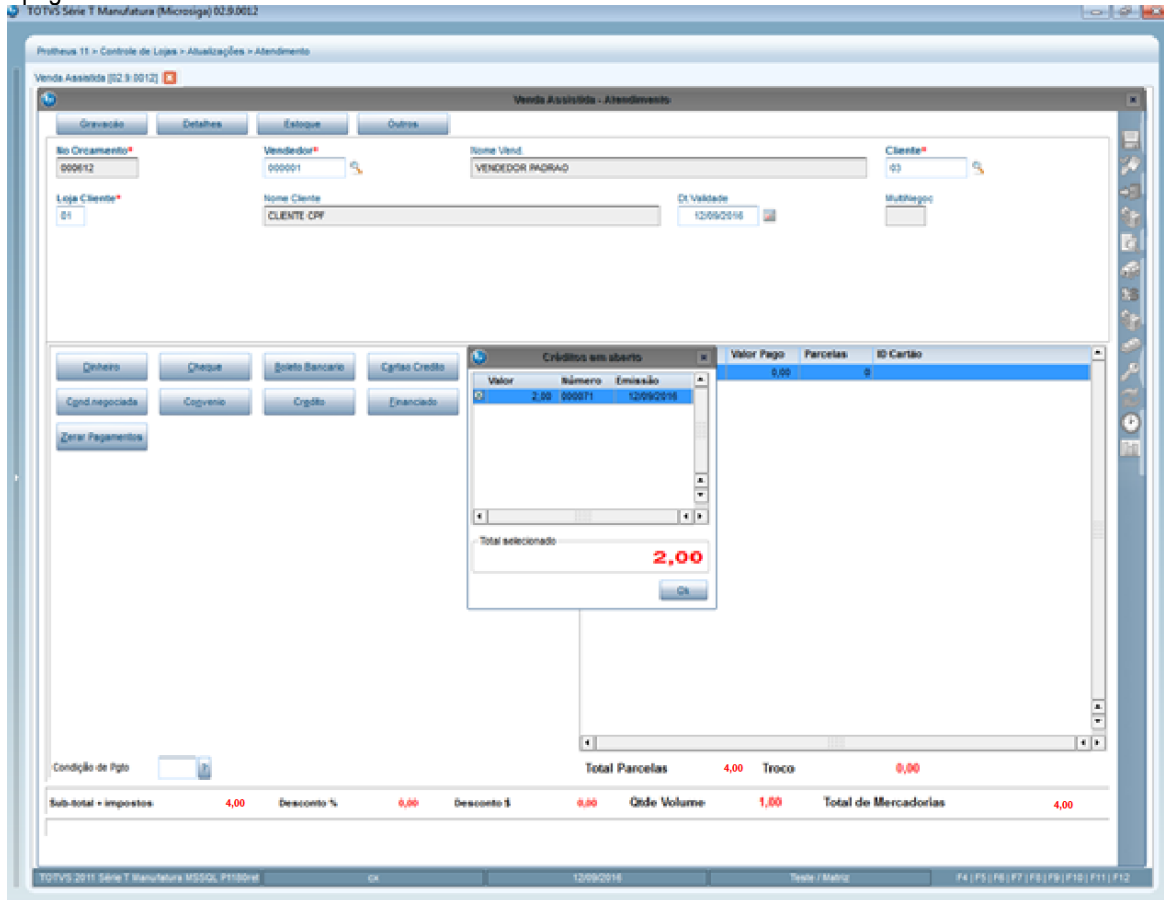 TOTVS Série T Manufatura (Microsiga) 02.9.0012
Protheus 11 > Controle de Lojas > Atualizações > Atendimento
Venda Assistida [02.9.0012]
Venda Assistida - Atendimento
Gravacão Detalhes Estoque Outros
No Orcamento* Vendedor* Nome Vend. Cliente*
000612 000001 VENDEDOR PADRAO 03
Loja Cliente* Nome Cliente Dt.Validade MultNegoc
01 CLIENTE CPF 12/09/2016
Dinheiro Cheque Boleto Bancario Cartao Credito
Cond.negociada Convenio Credito Financiado
Zerar Pagamentos
Créditos em aberto
Valor Número Emissão
2,00 000071 12/09/2016
Total selecionado
2,00
Ok
Valor Pago Parcelas ID Cartão
0,00 0
Condição de Pgto Total Parcelas 4,00 Troco 0,00
Sub-total + impostos 4,00 Desconto % 0,00 Desconto $ 0,00 Qtde Volume 1,00 Total de Mercadorias 4,00
TOTVS 2011 Série T Manufatura MSSQL P1180ret cx 12/09/2016 Teste / Matriz F4 | F5 | F6 | F7 | F8 | F9 | F10 | F11 | F12